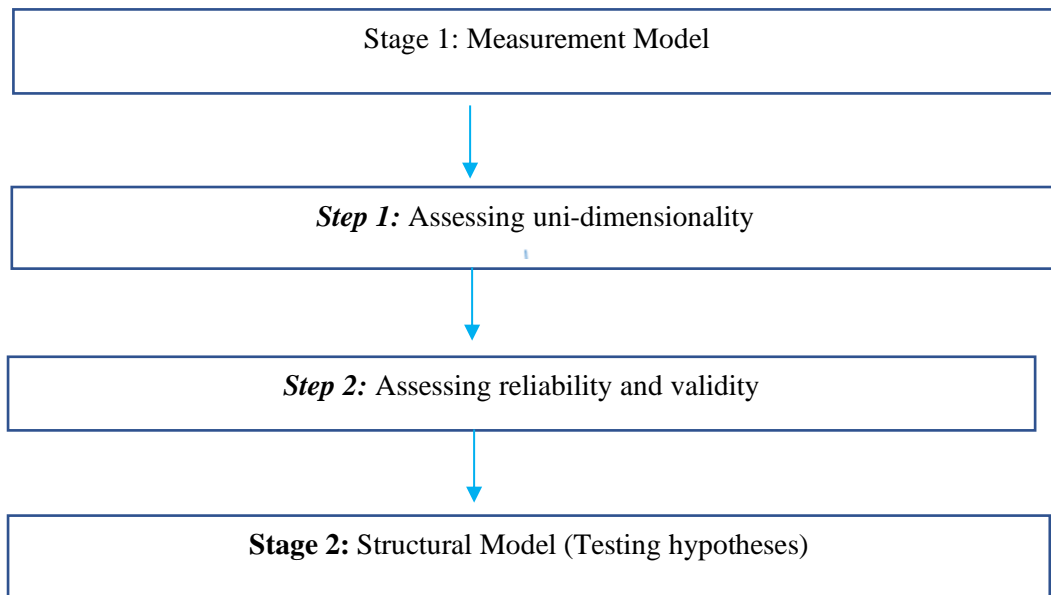 Stage 1: Measurement Model
Step 1: Assessing uni-dimensionality
Step 2: Assessing reliability and validity
Stage 2: Structural Model (Testing hypotheses)